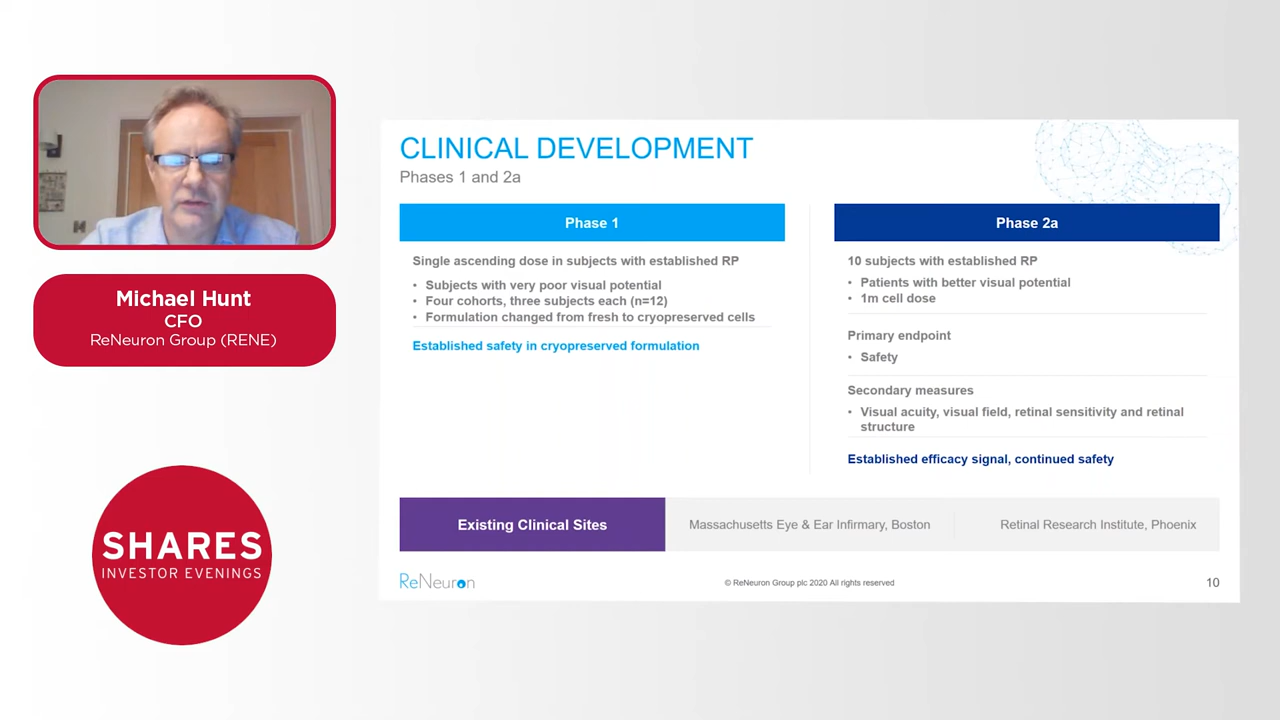 Michael Hunt
CFO
ReNeuron Group (RENE)
SHARES
INVESTOR EVENINGS
CLINICAL DEVELOPMENT
Phases 1 and 2a
Phase 1
Single ascending dose in subjects with established RP
• Subjects with very poor visual potential
• Four cohorts, three subjects each (n=12)
• Formulation changed from fresh to cryopreserved cells
Established safety in cryopreserved formulation
Phase 2a
10 subjects with established RP
• Patients with better visual potential
• 1m cell dose
Primary endpoint
• Safety
Secondary measures
• Visual acuity, visual field, retinal sensitivity and retinal
structure
Established efficacy signal, continued safety
Existing Clinical Sites
Massachusetts Eye & Ear Infirmary, Boston
Retinal Research Institute, Phoenix
ReNeuron
© ReNeuron Group plc 2020 All rights reserved
10